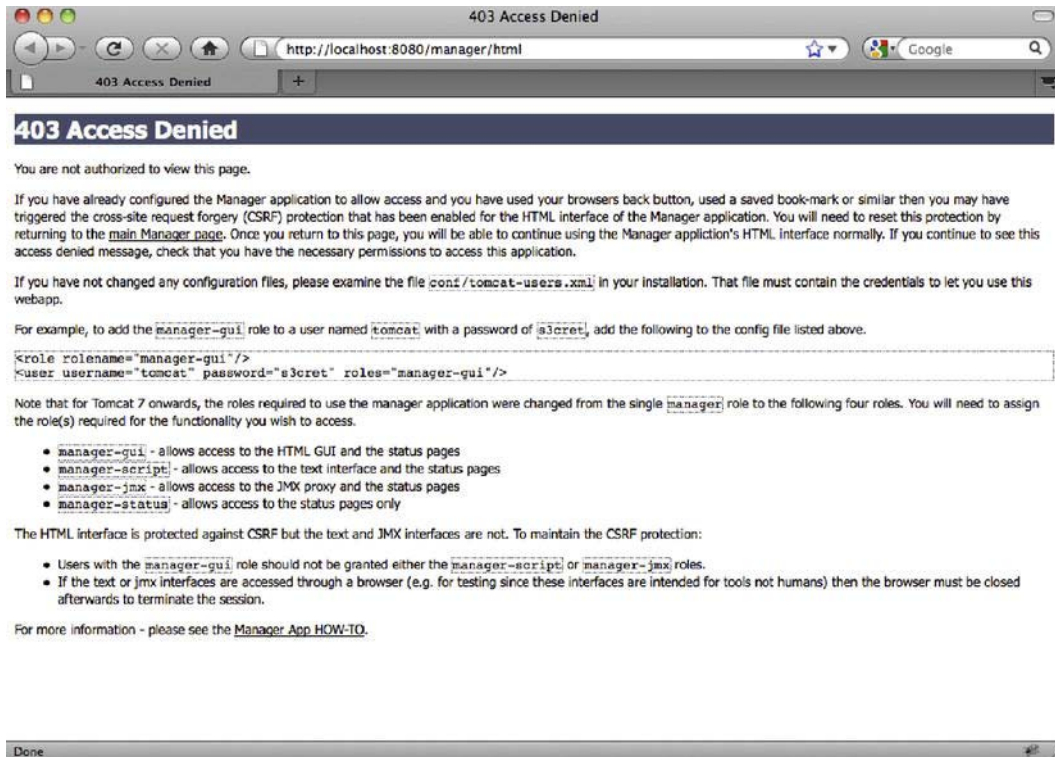 403 Access Denied
http://localhost:8080/manager/html
Google
403 Access Denied
+
403 Access Denied
You are not authorized to view this page.
If you have already configured the Manager application to allow access and you have used your browsers back button, used a saved book-mark or similar then you may have
triggered the cross-site request forgery (CSRF) protection that has been enabled for the HTML interface of the Manager application. You will need to reset this protection by
returning to the main Manager page. Once you return to this page, you will be able to continue using the Manager appliction's HTML interface normally. If you continue to see this
access denied message, check that you have the necessary permissions to access this application.
If you have not changed any configuration files, please examine the file conf/tomcat-users.xml in your installation. That file must contain the credentials to let you use this
webapp.
For example, to add the manager-gui role to a user named tomcat with a password of s3cret, add the following to the config file listed above.
<role rolename="manager-gui"/>
<user username="tomcat" password="s3cret" roles="manager-gui"/>
Note that for Tomcat 7 onwards, the roles required to use the manager application were changed from the single manager role to the following four roles. You will need to assign
the role(s) required for the functionality you wish to access.
• manager-gui - allows access to the HTML GUI and the status pages
• manager-script - allows access to the text interface and the status pages
• manager-jmx - allows access to the JMX proxy and the status pages
• manager-status - allows access to the status pages only
The HTML interface is protected against CSRF but the text and JMX interfaces are not. To maintain the CSRF protection:
• Users with the manager-gui role should not be granted either the manager-script or manager-jmx roles.
• If the text or jmx interfaces are accessed through a browser (e.g. for testing since these interfaces are intended for tools not humans) then the browser must be closed
afterwards to terminate the session.
For more information - please see the Manager App HOW-TO.
Done